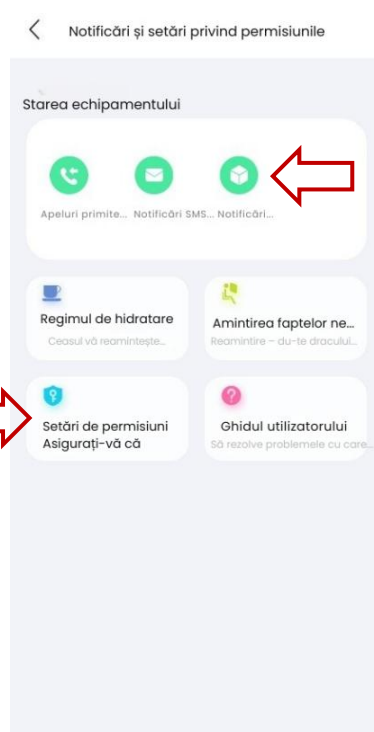 Notificări și setări privind permisiunile
Starea echipamentului
Apeluri primite... Notificări SMS... Notificări...
Regimul de hidratare
Ceasul vă reamintește...
Amintirea faptelor ne...
Reamintire – du-te dracului...
Setări de permisiuni
Asigurați-vă că
Ghidul utilizatorului
Să rezolve problemele cu care...